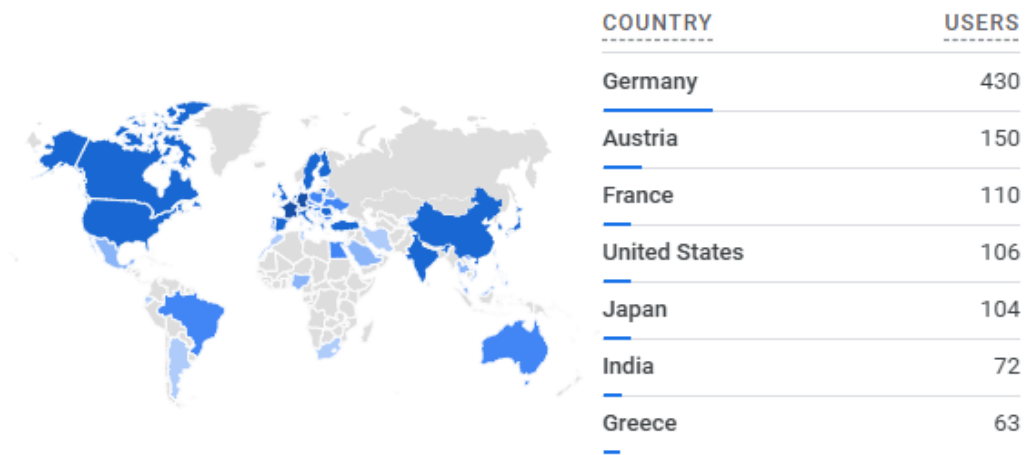 COUNTRY USERS
Germany 430
Austria 150
France 110
United States 106
Japan 104
India 72
Greece 63